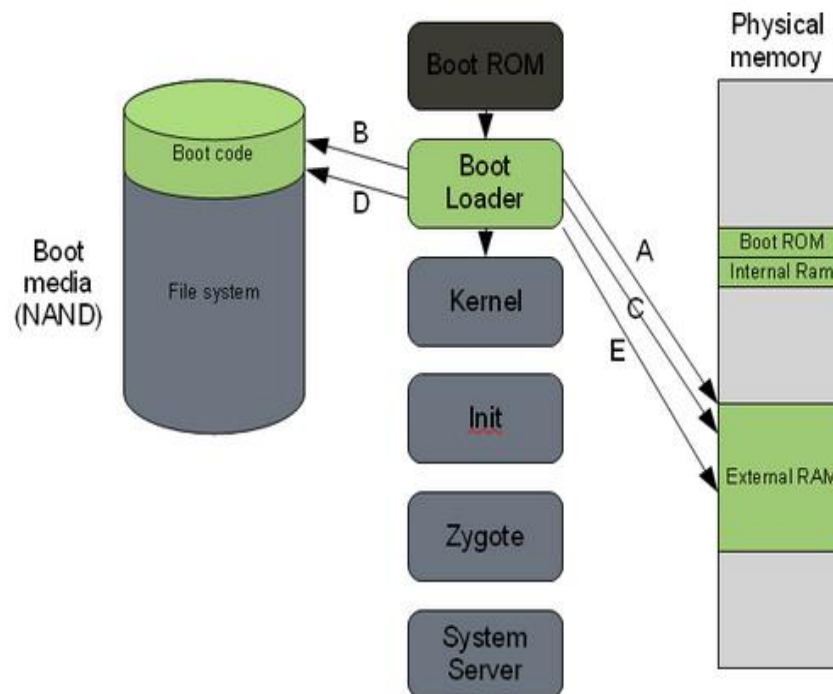 Physical
memory
Boot ROM
B
Boot code
Boot
Loader
D
A
Boot ROM
Internal Ram
Boot
media
(NAND)
File system
Kernel
C
E
Init
External RAM
Zygote
System
Server